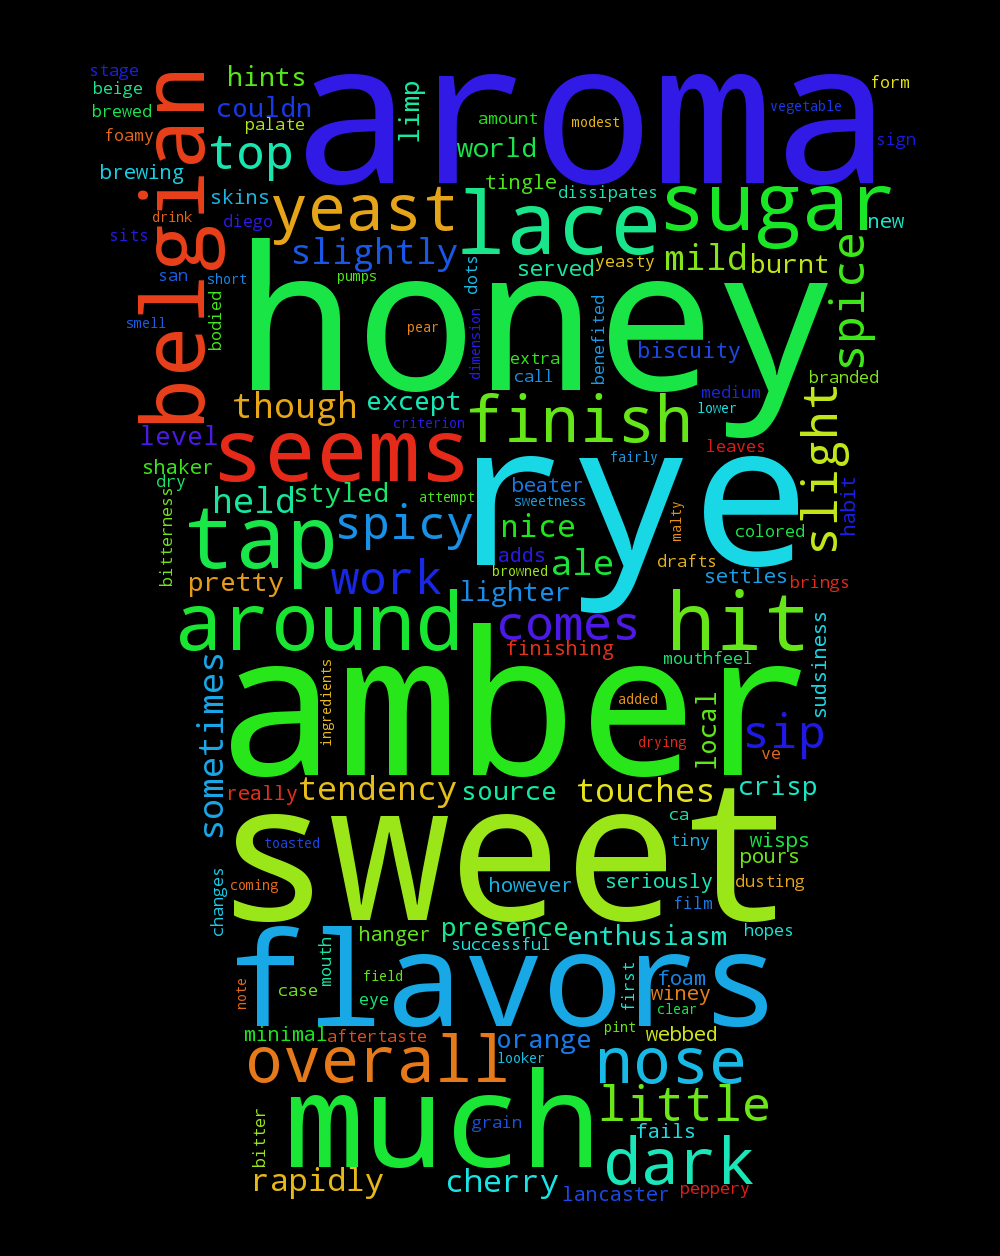 stage
hints
aroma
form
beige
belgian
limp
vegetable
brewed
couldn
amount
modest
foamy
palate
sign
top
world
brewing
tingle
dissipates
skins
yeast
lace
sugar
drink
diego
new
sits
slightly
mild
spice
served
yeasty
burnt
san
short
pumps
dots
honey
smell
bodied
pear
dimension
benefited
biscuity
extra
call
branded
medium
though
except
finish
lower
criterion
level
seems
rye
slight
leaves
fairly
shaker
dry
held
styled
attempt
beater
sweetness
habit
bitterness
tap
spicy
nice
malty
colored
adds
ale
drafts
browned
settles
brings
pretty
work
lighter
around
comes
hit
finishing
mouthfeel
sudsiness
sometimes
amber
ingredients
added
local
sip
drying
ve
really
tendency
source
touches
crisp
sweet
ca
toasted
tiny
wisps
pours
changes
coming
however
seriously
dusting
film
flavors
hanger
presence
successful
enthusiasm
hopes
mouth
field
first
foam
note
case
eye
winey
clear
pint
minimal
aftertaste
orange
webbed
overall
looker
nose
much
little
bitter
grain
fails
dark
rapidly
cherry
lancaster
peppery